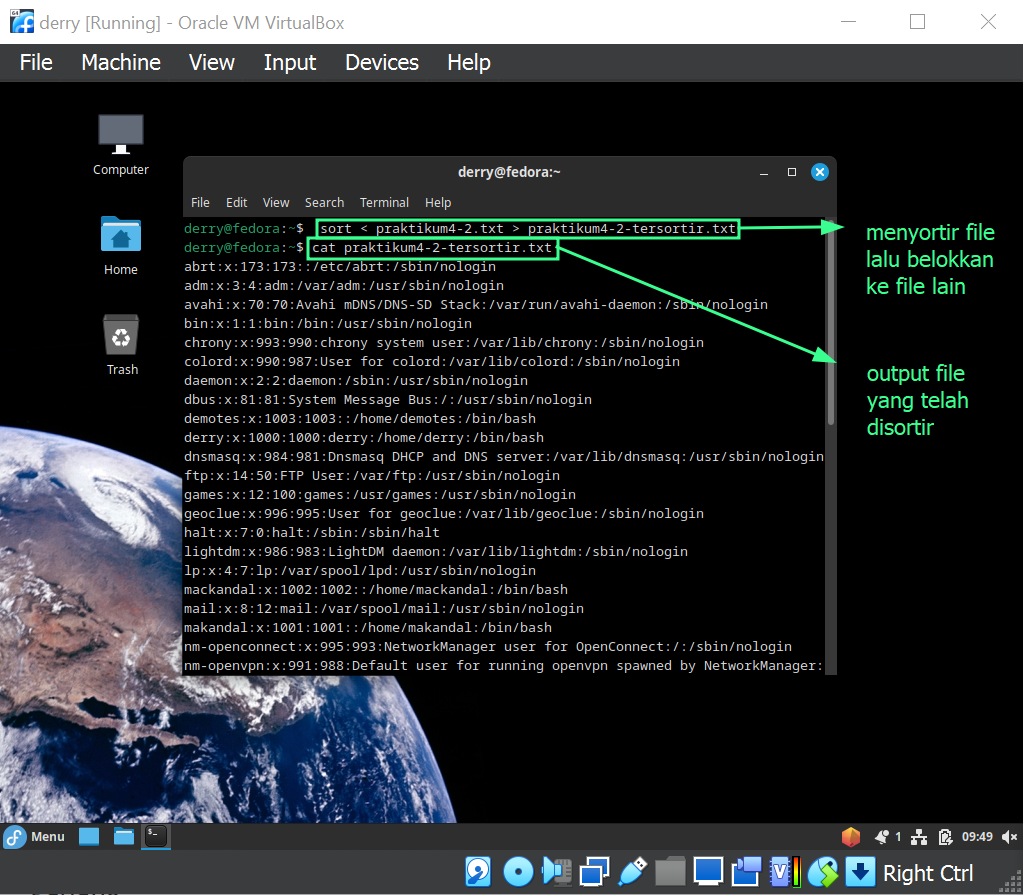 derry [Running] - Oracle VM VirtualBox
File Machine View Input Devices Help
Computer
Home
Trash
derry@fedora:~
File Edit View Search Terminal Help
derry@fedora:~$ sort < praktikum4-2.txt > praktikum4-2-tersortir.txt
derry@fedora:~$ cat praktikum4-2-tersortir.txt
abrt:x:173:173::/etc/abrt:/sbin/nologin
adm:x:3:4:adm:/var/adm:/usr/sbin/nologin
avahi:x:70:70:Avahi mDNS/DNS-SD Stack:/var/run/avahi-daemon:/sbin/nologin
bin:x:1:1:bin:/bin:/usr/sbin/nologin
chrony:x:993:990:chrony system user:/var/lib/chrony:/sbin/nologin
colord:x:990:987:User for colord:/var/lib/colord:/sbin/nologin
daemon:x:2:2:daemon:/sbin:/usr/sbin/nologin
dbus:x:81:81:System Message Bus:/:/usr/sbin/nologin
demotes:x:1003:1003::/home/demotes:/bin/bash
derry:x:1000:1000:derry:/home/derry:/bin/bash
dnsmasq:x:984:981:Dnsmasq DHCP and DNS server:/var/lib/dnsmasq:/usr/sbin/nologin
ftp:x:14:50:FTP User:/var/ftp:/usr/sbin/nologin
games:x:12:100:games:/usr/games:/usr/sbin/nologin
geoclue:x:996:995:User for geoclue:/var/lib/geoclue:/sbin/nologin
halt:x:7:0:halt:/sbin:/sbin/halt
lightdm:x:986:983:LightDM daemon:/var/lib/lightdm:/sbin/nologin
lp:x:4:7:lp:/var/spool/lpd:/usr/sbin/nologin
mackandal:x:1002:1002::/home/mackandal:/bin/bash
mail:x:8:12:mail:/var/spool/mail:/usr/sbin/nologin
makandal:x:1001:1001::/home/makandal:/bin/bash
nm-openconnect:x:995:993:NetworkManager user for OpenConnect:/:/sbin/nologin
nm-openvpn:x:991:988:Default user for running openvpn spawned by NetworkManager:
menyortir file
lalu belokkan
ke file lain
output file
yang telah
disortir
Menu
1
09:49
Right Ctrl